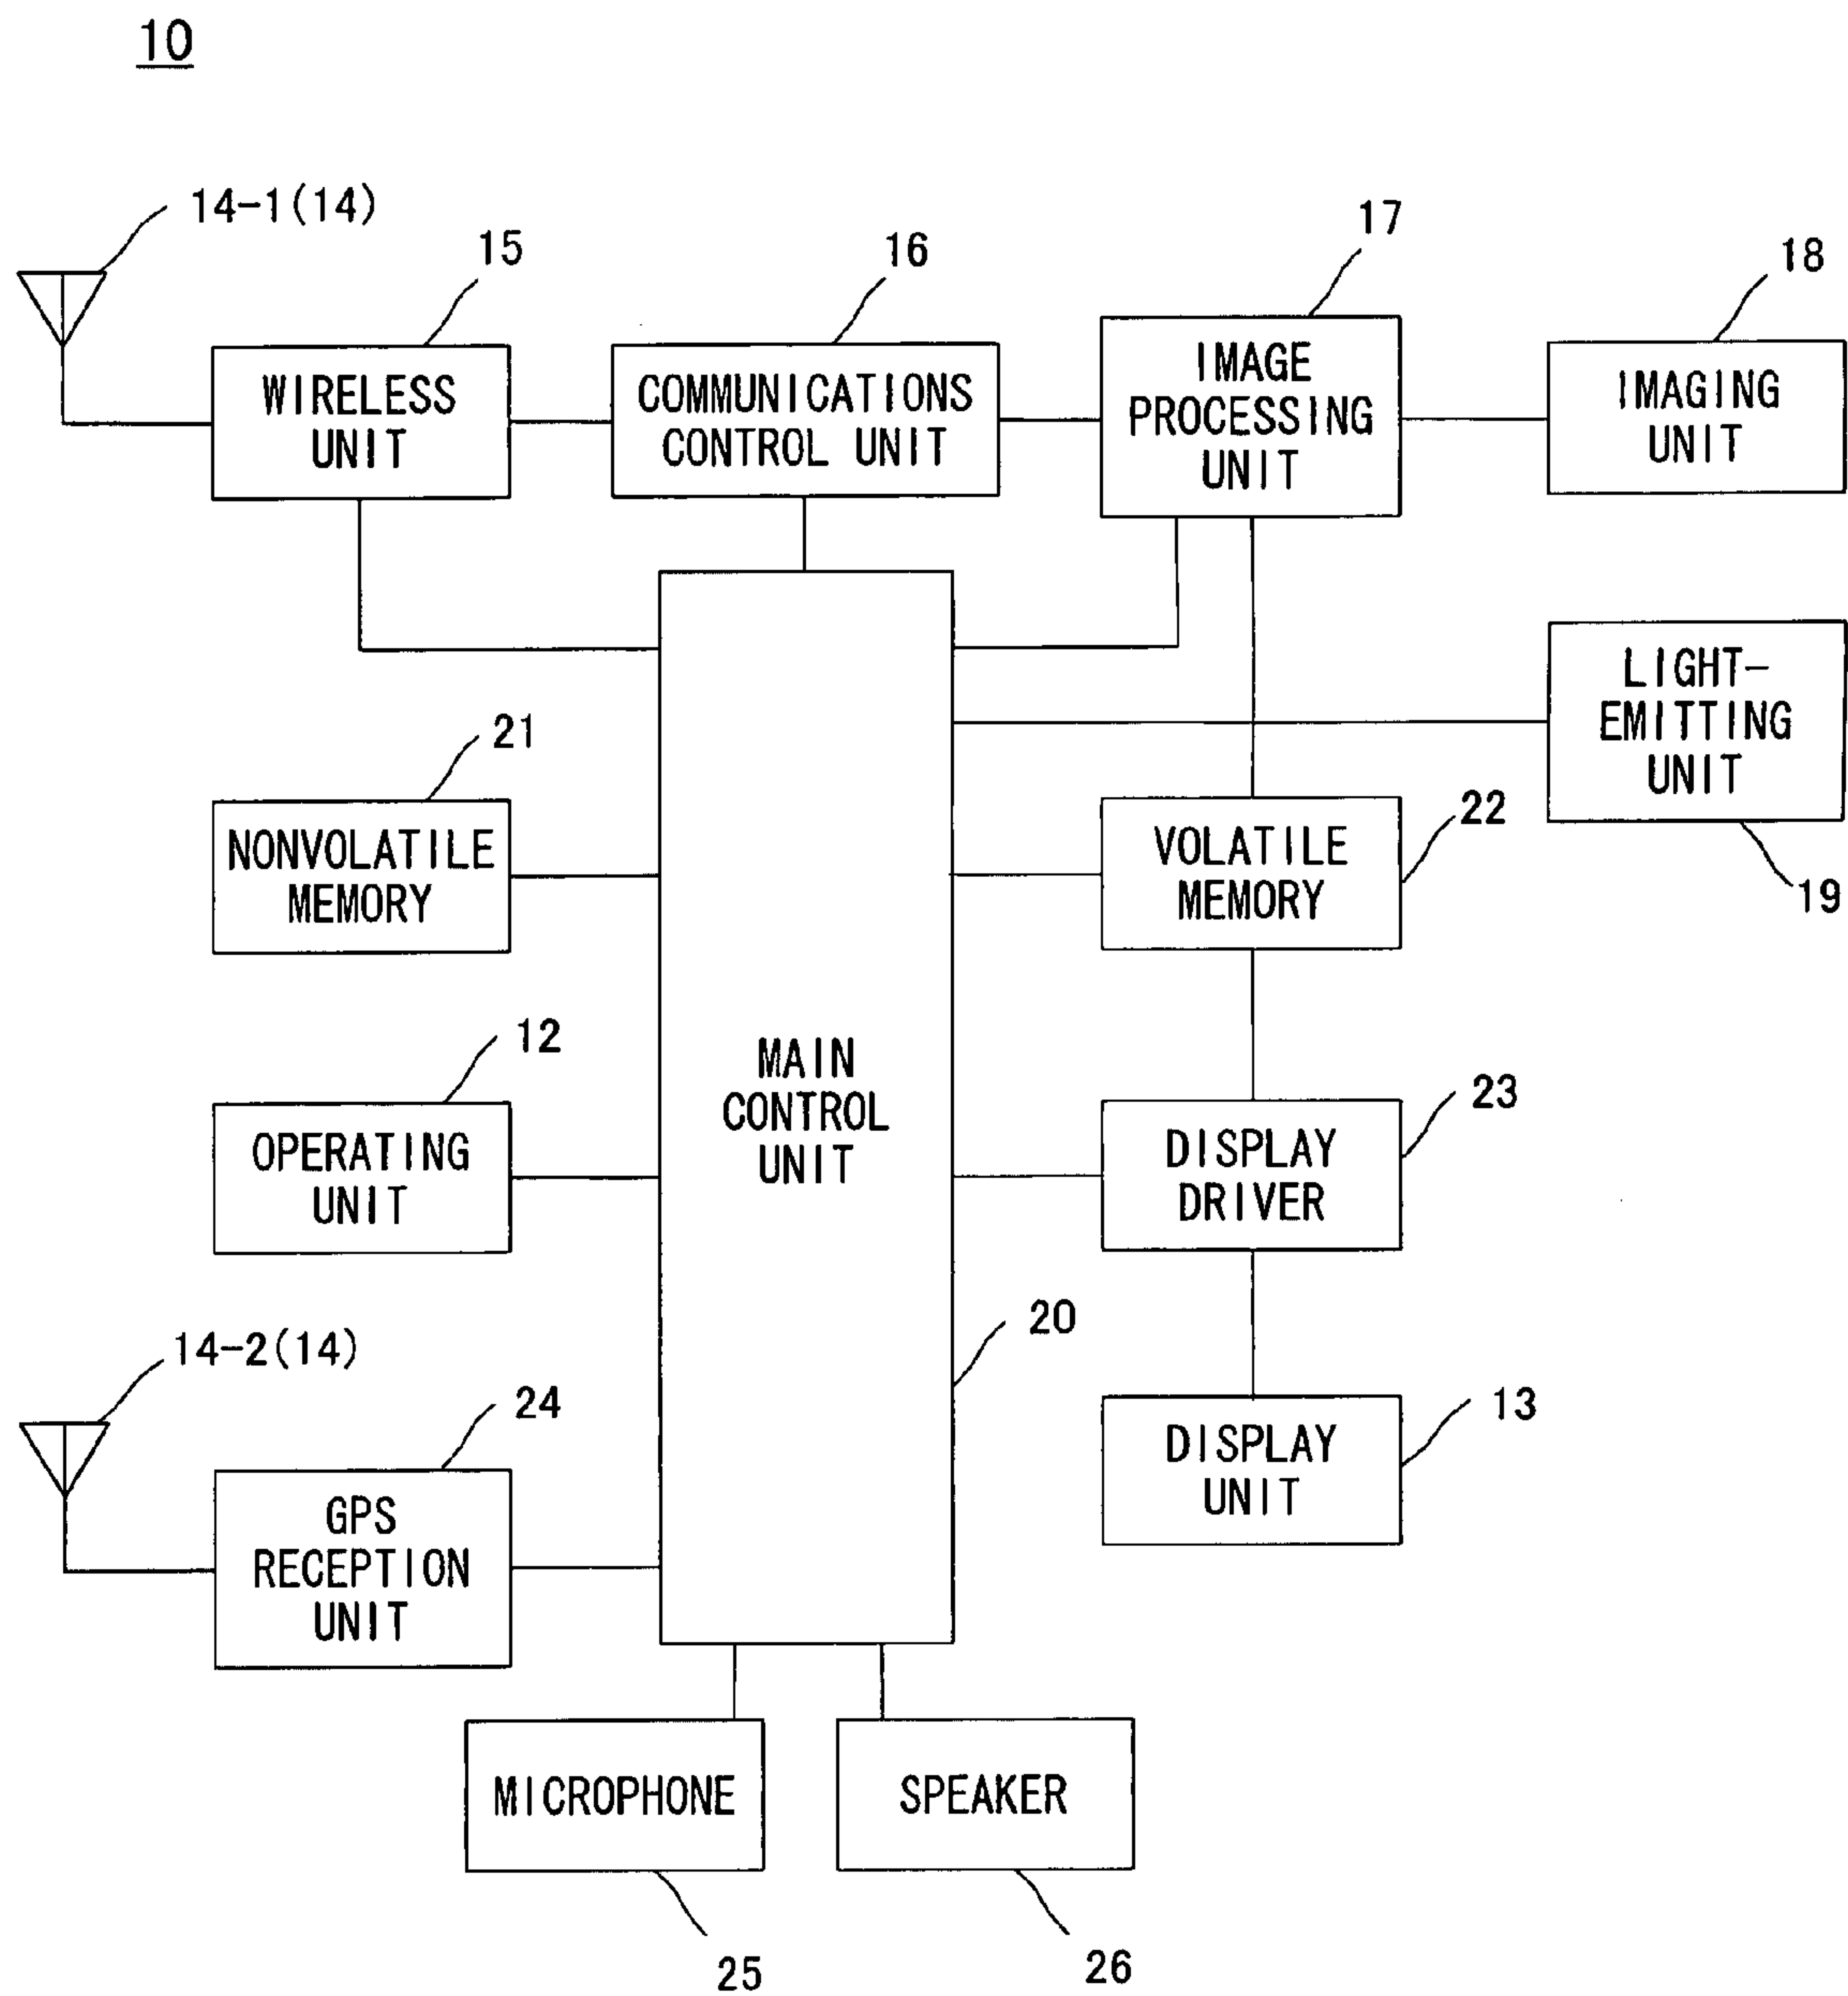 10
14-1(14)
15
16
17
18
WIRELESS
UNIT
COMMUNICATIONS
CONTROL UNIT
IMAGE
PROCESSING
UNIT
IMAGING
UNIT
LIGHT-
EMITTING
UNIT
19
21
NONVOLATILE
MEMORY
VOLATILE
MEMORY
22
12
OPERATING
UNIT
MAIN
CONTROL
UNIT
20
DISPLAY
DRIVER
23
14-2(14)
24
GPS
RECEPTION
UNIT
DISPLAY
UNIT
13
MICROPHONE
SPEAKER
25
26